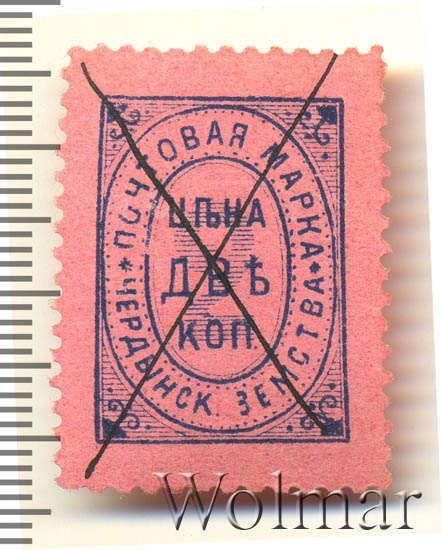 ПОЧТОВАЯ МАРКА
ЧЕРДЫНСК. ЗЕМСТВА
ЦѢНА
ДВѢ
КОП
Wolmar